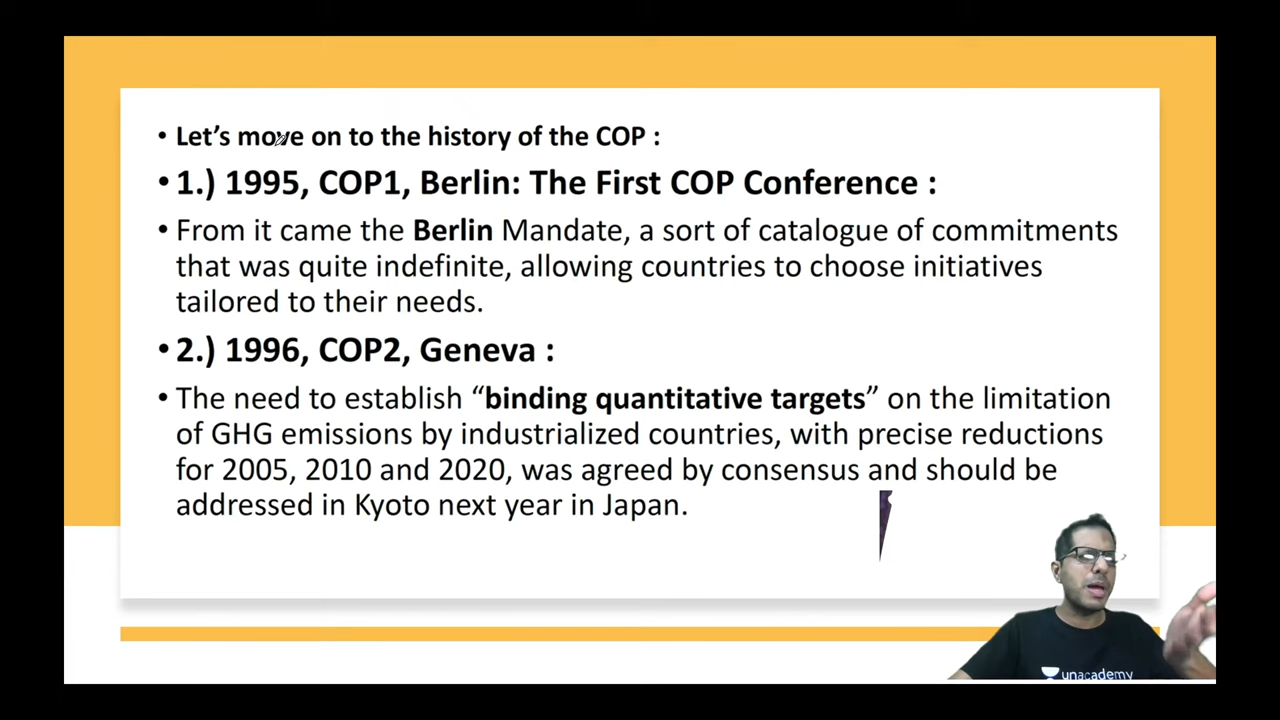 • Let's move on to the history of the COP :
• 1.) 1995, COP1, Berlin: The First COP Conference :
• From it came the Berlin Mandate, a sort of catalogue of commitments
that was quite indefinite, allowing countries to choose initiatives
tailored to their needs.
• 2.) 1996, COP2, Geneva :
• The need to establish “binding quantitative targets” on the limitation
of GHG emissions by industrialized countries, with precise reductions
for 2005, 2010 and 2020, was agreed by consensus and should be
addressed in Kyoto next year in Japan.
unacademy